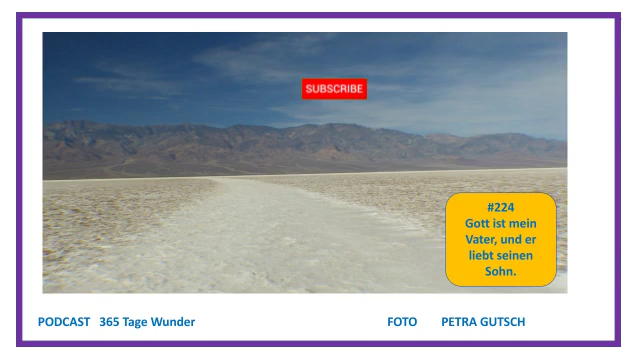 SUBSCRIBE
#224
Gott ist mein
Vater, und er
liebt seinen
Sohn.
PODCAST 365 Tage Wunder
FOTO PETRA GUTSCH